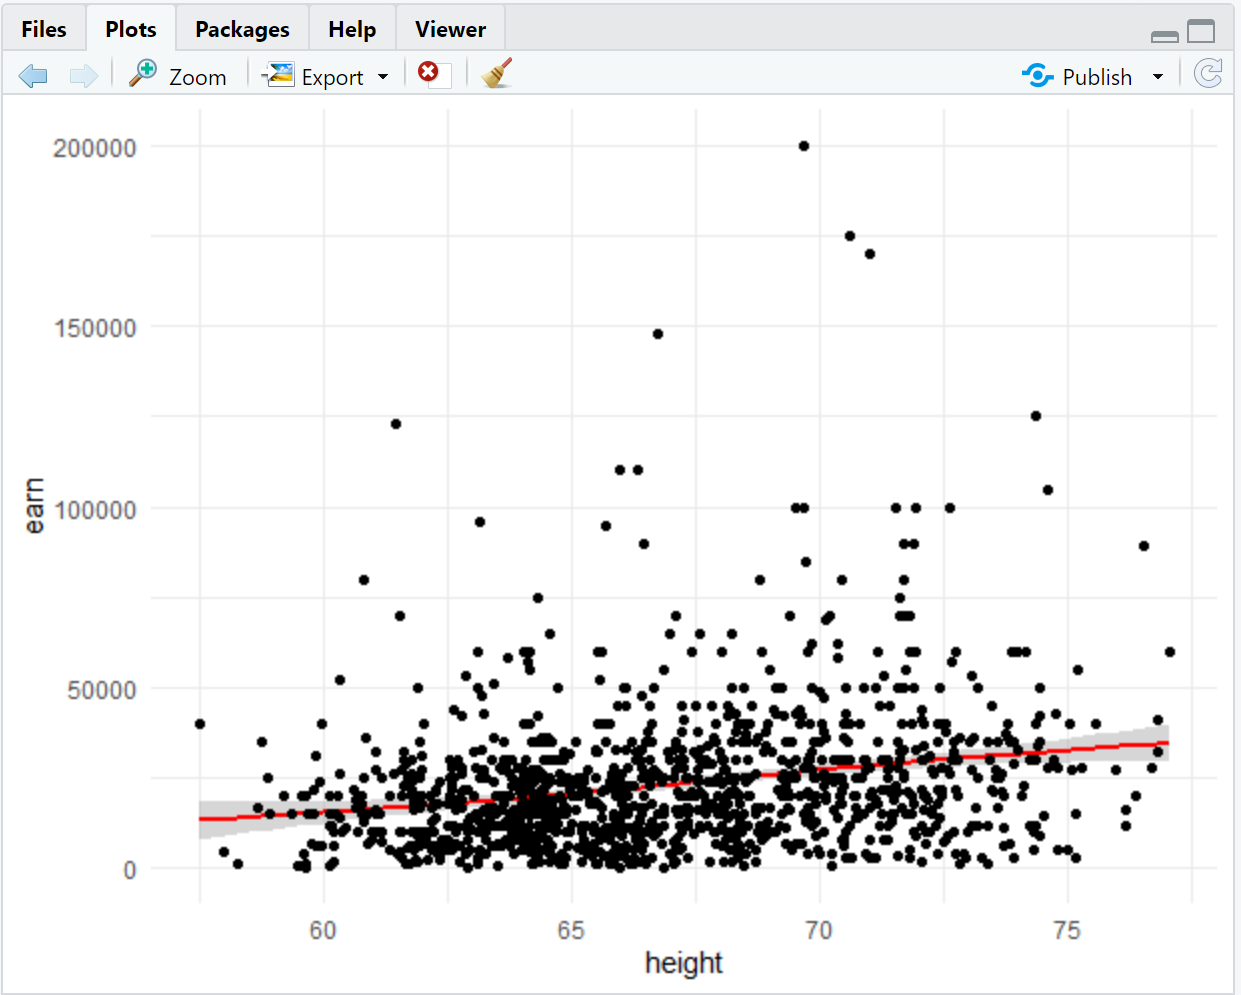 Files Plots Packages Help Viewer
Zoom Export Publish
200000
150000
100000
50000
0
earn
60 65 70 75
height